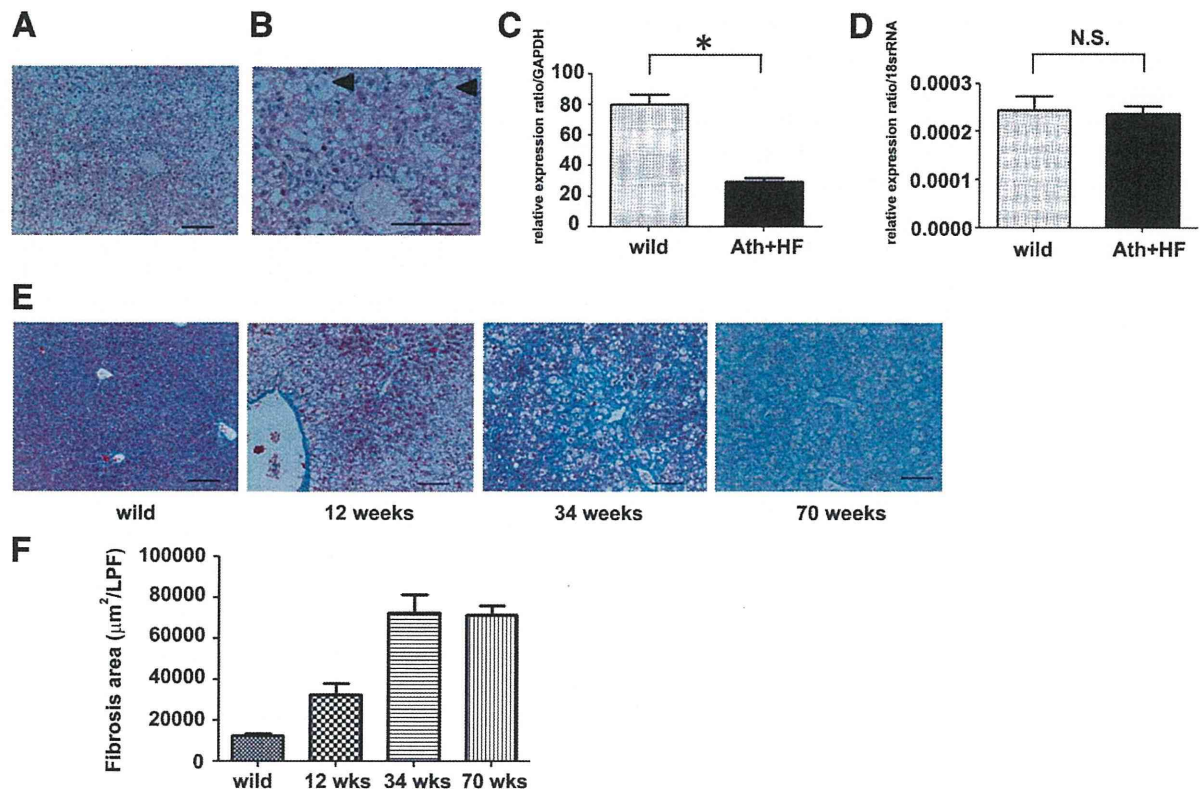 A
B
C
D
*
N.S.
relative expression ratio/GAPDH
100
80
60
40
20
0
wild
Ath+HF
relative expression ratio/18srRNA
0.0003
0.0002
0.0001
0.0000
wild
Ath+HF
E
wild
12 weeks
34 weeks
70 weeks
F
Fibrosis area (μm²/LPF)
100000
80000
60000
40000
20000
0
wild
12 wks
34 wks
70 wks